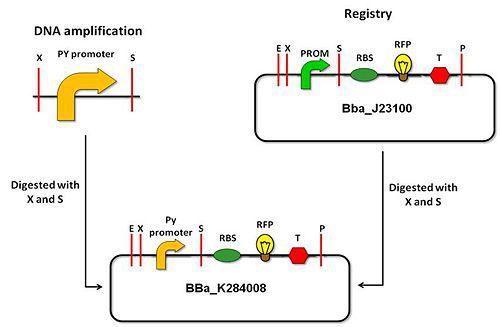 DNA amplification
X PY promoter S
Registry
E X PROM S RBS RFP T P
Bba_J23100
Digested with
X and S
Digested with
X and S
E X Py
promoter S RBS RFP T P
BBa_K284008